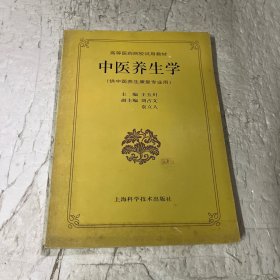 高等医药院校试用教材
中医养生学
(供中医养生康复专业用)
主编 王玉川
副主编 刘占文
袁立人
上海科学技术出版社